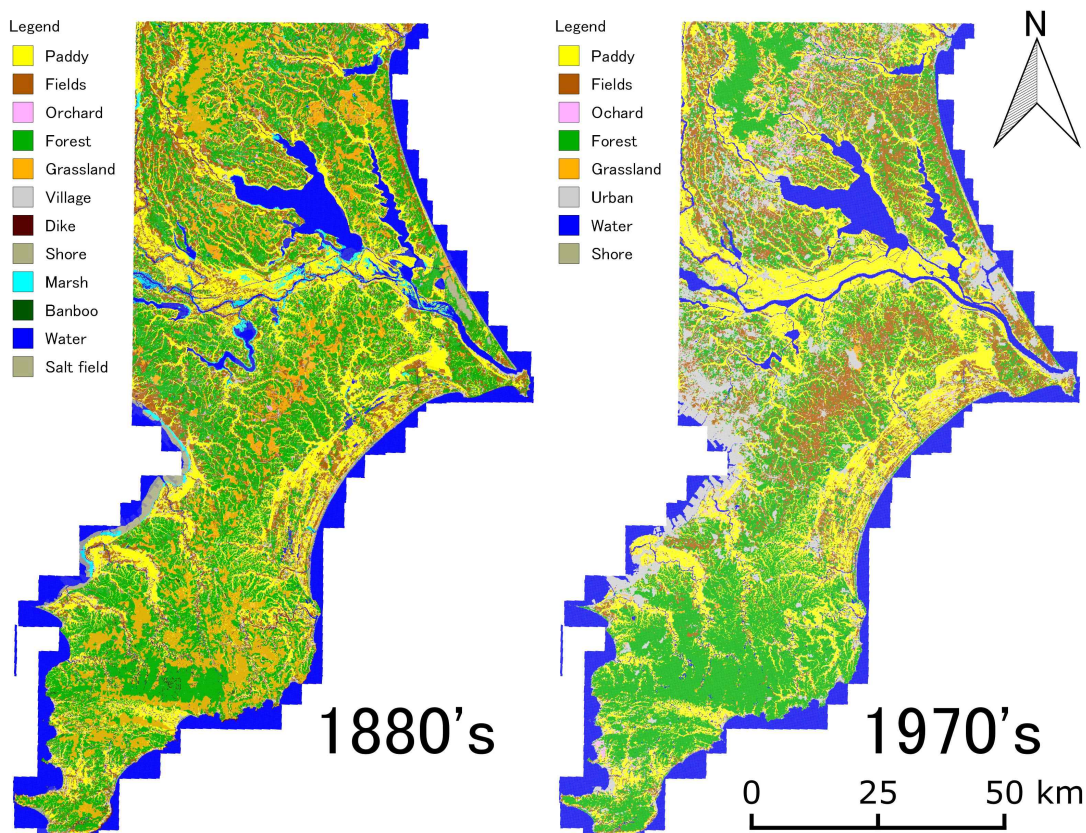 Legend
Paddy
Fields
Orchard
Forest
Grassland
Village
Dike
Shore
Marsh
Banboo
Water
Salt field
1880's
Legend
Paddy
Fields
Ochard
Forest
Grassland
Urban
Water
Shore
N
1970's
0 25 50 km